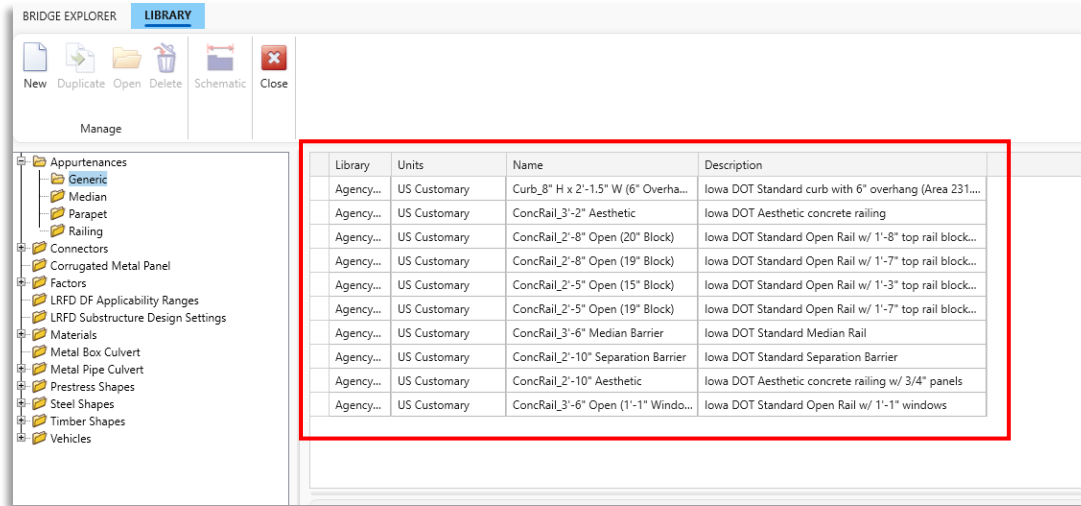 BRIDGE EXPLORER LIBRARY
New Duplicate Open Delete Schematic Close
Manage
Appurtenances
Generic
Median
Parapet
Railing
Connectors
Corrugated Metal Panel
Factors
LRFD DF Applicability Ranges
LRFD Substructure Design Settings
Materials
Metal Box Culvert
Metal Pipe Culvert
Prestress Shapes
Steel Shapes
Timber Shapes
Vehicles
Library Units Name Description
Agency... US Customary Curb_8" H x 2'-1.5" W (6" Overha... Iowa DOT Standard curb with 6" overhang (Area 231....
Agency... US Customary ConcRail_3'-2" Aesthetic Iowa DOT Aesthetic concrete railing
Agency... US Customary ConcRail_2'-8" Open (20" Block) Iowa DOT Standard Open Rail w/ 1'-8" top rail block...
Agency... US Customary ConcRail_2'-8" Open (19" Block) Iowa DOT Standard Open Rail w/ 1'-7" top rail block...
Agency... US Customary ConcRail_2'-5" Open (15" Block) Iowa DOT Standard Open Rail w/ 1'-3" top rail block...
Agency... US Customary ConcRail_2'-5" Open (19" Block) Iowa DOT Standard Open Rail w/ 1'-7" top rail block...
Agency... US Customary ConcRail_3'-6" Median Barrier Iowa DOT Standard Median Rail
Agency... US Customary ConcRail_2'-10" Separation Barrier Iowa DOT Standard Separation Barrier
Agency... US Customary ConcRail_2'-10" Aesthetic Iowa DOT Aesthetic concrete railing w/ 3/4" panels
Agency... US Customary ConcRail_3'-6" Open (1'-1" Windo... Iowa DOT Standard Open Rail w/ 1'-1" windows